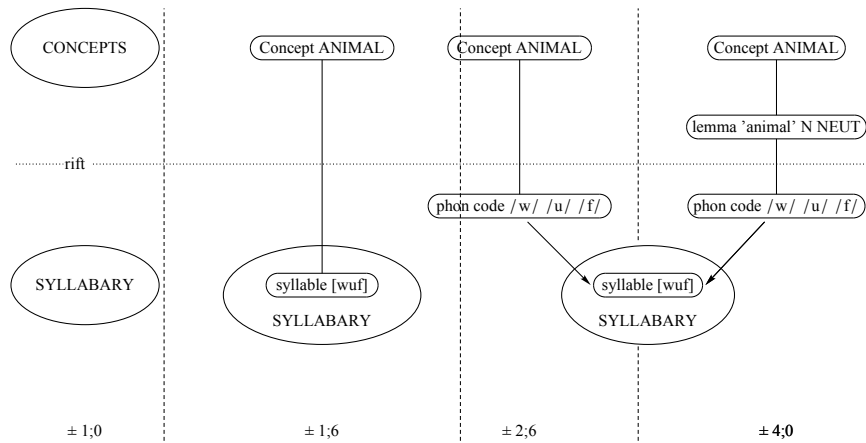 CONCEPTS
Concept ANIMAL
Concept ANIMAL
Concept ANIMAL
lemma ’animal’ N NEUT
rift
phon code /w/ /u/ /f/
phon code /w/ /u/ /f/
SYLLABARY
syllable [wuf]
SYLLABARY
syllable [wuf]
SYLLABARY
± 1;0
± 1;6
± 2;6
± 4;0